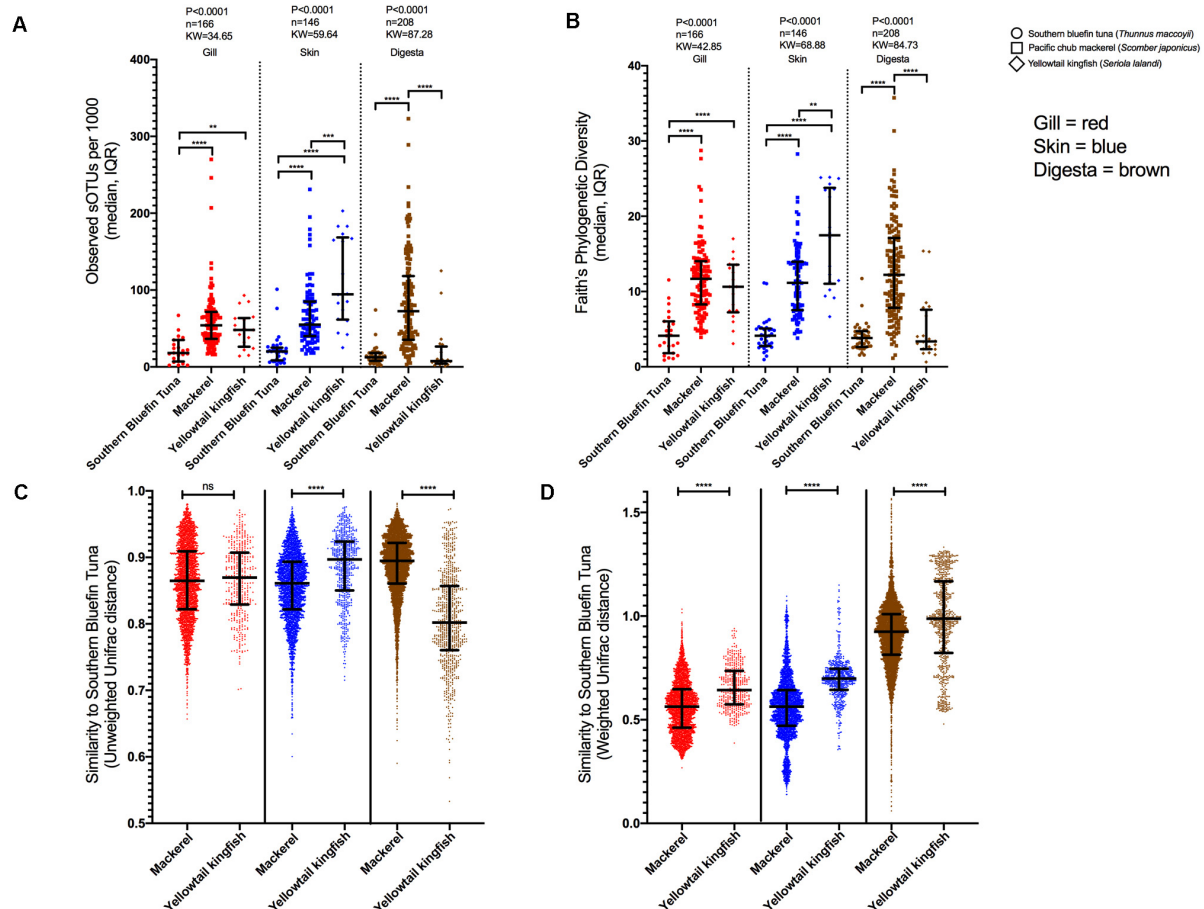 A
P<0.0001
n=166
KW=34.65
Gill
P<0.0001
n=146
KW=59.64
Skin
P<0.0001
n=208
KW=87.28
Digesta
Observed sOTUs per 1000
(median, IQR)
400
300
200
100
0
**
****
****
****
***
****
****
Southern Bluefin Tuna
Mackerel
Yellowtail kingfish
Southern Bluefin Tuna
Mackerel
Yellowtail kingfish
Southern Bluefin Tuna
Mackerel
Yellowtail kingfish
B
P<0.0001
n=166
KW=42.85
Gill
P<0.0001
n=146
KW=68.88
Skin
P<0.0001
n=208
KW=84.73
Digesta
Faith's Phylogenetic Diversity
(median, IQR)
40
30
20
10
0
****
****
**
****
****
****
****
Southern Bluefin Tuna
Mackerel
Yellowtail kingfish
Southern Bluefin Tuna
Mackerel
Yellowtail kingfish
Southern Bluefin Tuna
Mackerel
Yellowtail kingfish
Southern bluefin tuna (Thunnus maccoyii)
Pacific chub mackerel (Scomber japonicus)
Yellowtail kingfish (Seriola lalandi)
Gill = red
Skin = blue
Digesta = brown
C
Similarity to Southern Bluefin Tuna
(Unweighted Unifrac distance)
1.0
0.9
0.8
0.7
0.6
0.5
ns
****
****
Mackerel
Yellowtail kingfish
Mackerel
Yellowtail kingfish
Mackerel
Yellowtail kingfish
D
Similarity to Southern Bluefin Tuna
(Weighted Unifrac distance)
1.5
1.0
0.5
0.0
****
****
****
Mackerel
Yellowtail kingfish
Mackerel
Yellowtail kingfish
Mackerel
Yellowtail kingfish